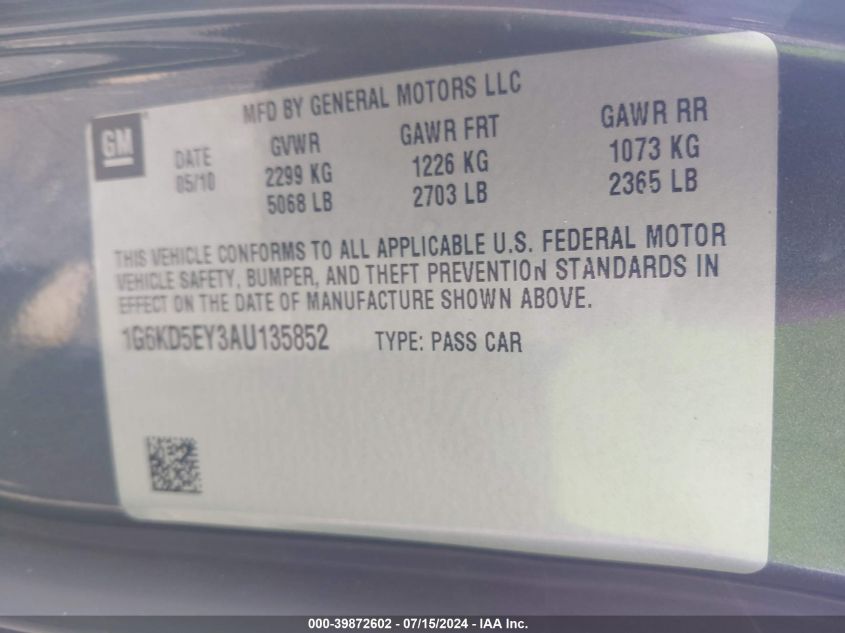 MFD BY GENERAL MOTORS LLC
GM
DATE GVWR GAWR FRT GAWR RR
05/10 2299 KG 1226 KG 1073 KG
5068 LB 2703 LB 2365 LB
THIS VEHICLE CONFORMS TO ALL APPLICABLE U.S. FEDERAL MOTOR
VEHICLE SAFETY, BUMPER, AND THEFT PREVENTION STANDARDS IN
EFFECT ON THE DATE OF MANUFACTURE SHOWN ABOVE.
1G6KD5EY3AU135852 TYPE: PASS CAR
000-39872602 - 07/15/2024 - IAA Inc.